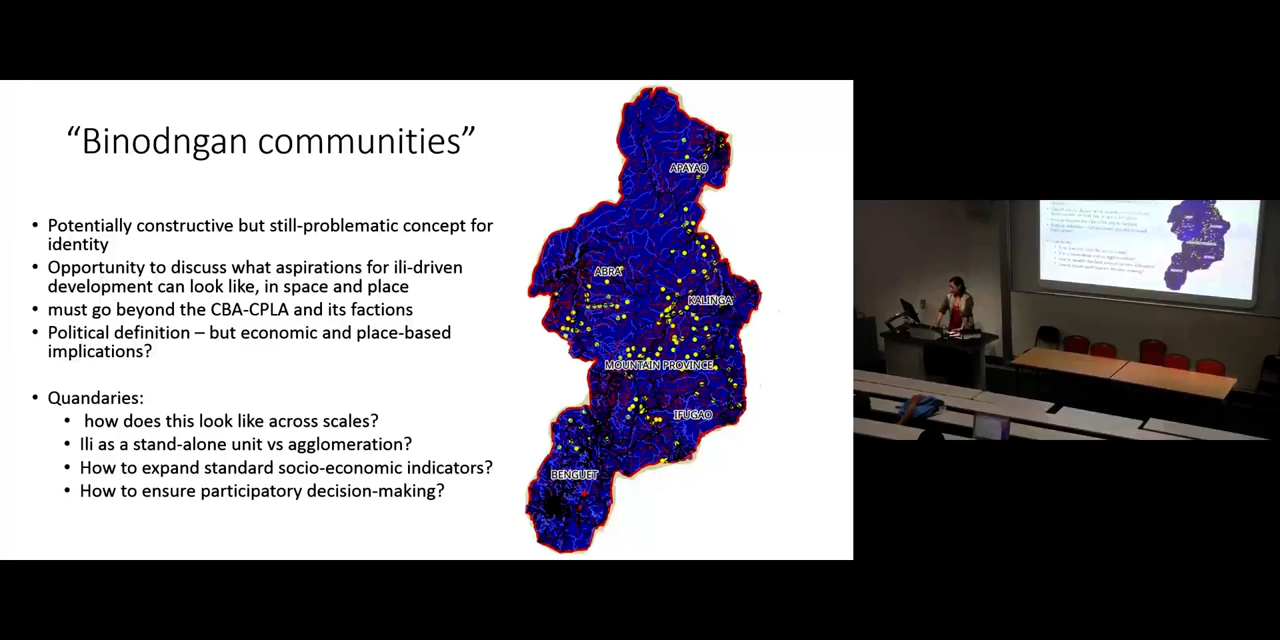 “Binodngan communities”
• Potentially constructive but still-problematic concept for
identity
• Opportunity to discuss what aspirations for ili-driven
development can look like, in space and place
• must go beyond the CBA-CPLA and its factions
• Political definition – but economic and place-based
implications?
• Quandaries:
• how does this look like across scales?
• Ili as a stand-alone unit vs agglomeration?
• How to expand standard socio-economic indicators?
• How to ensure participatory decision-making?
APAYAO
ABRA
KALINGA
MOUNTAIN PROVINCE
IFUGAO
BENGUET